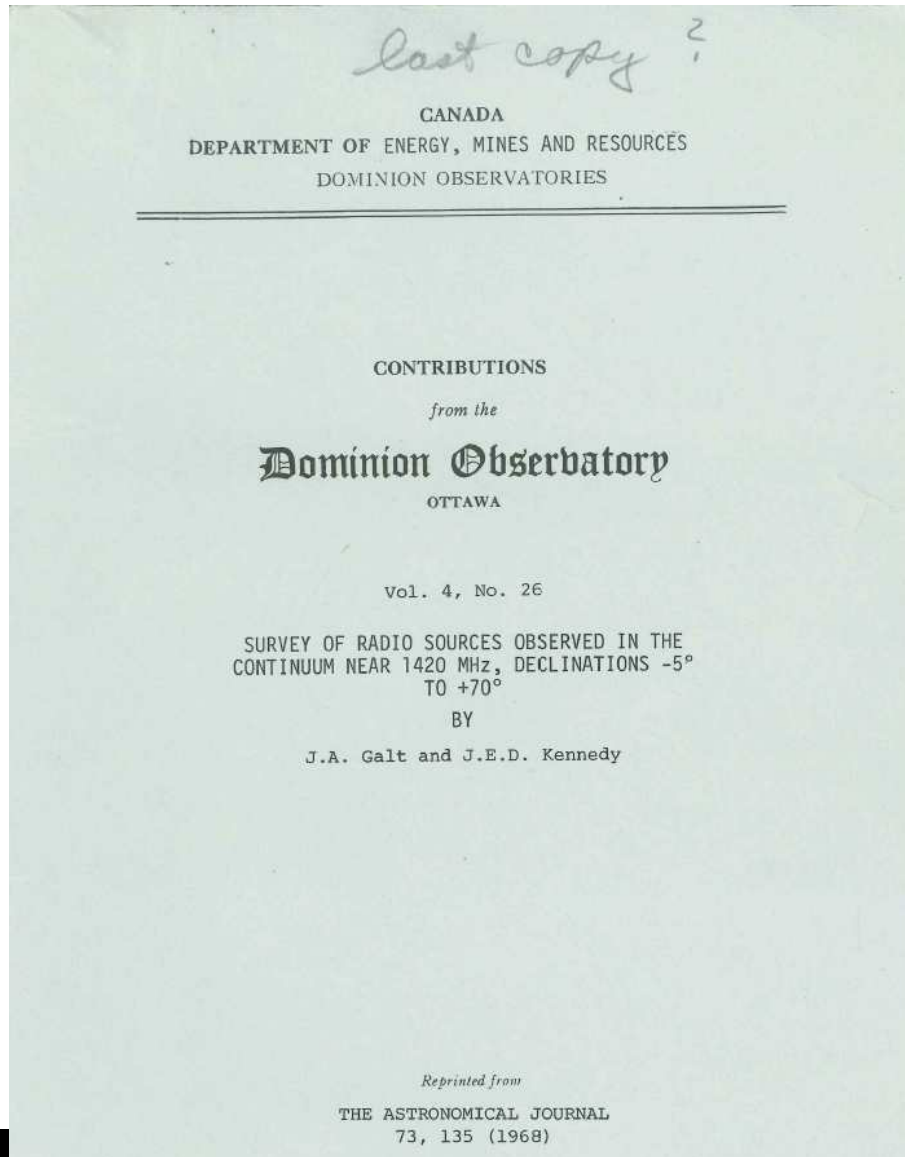 last copy ?
CANADA
DEPARTMENT OF ENERGY, MINES AND RESOURCES
DOMINION OBSERVATORIES
CONTRIBUTIONS
from the
Dominion Observatory
OTTAWA
Vol. 4, No. 26
SURVEY OF RADIO SOURCES OBSERVED IN THE
CONTINUUM NEAR 1420 MHz, DECLINATIONS -5°
TO +70°
BY
J.A. Galt and J.E.D. Kennedy
Reprinted from
THE ASTRONOMICAL JOURNAL
73, 135 (1968)